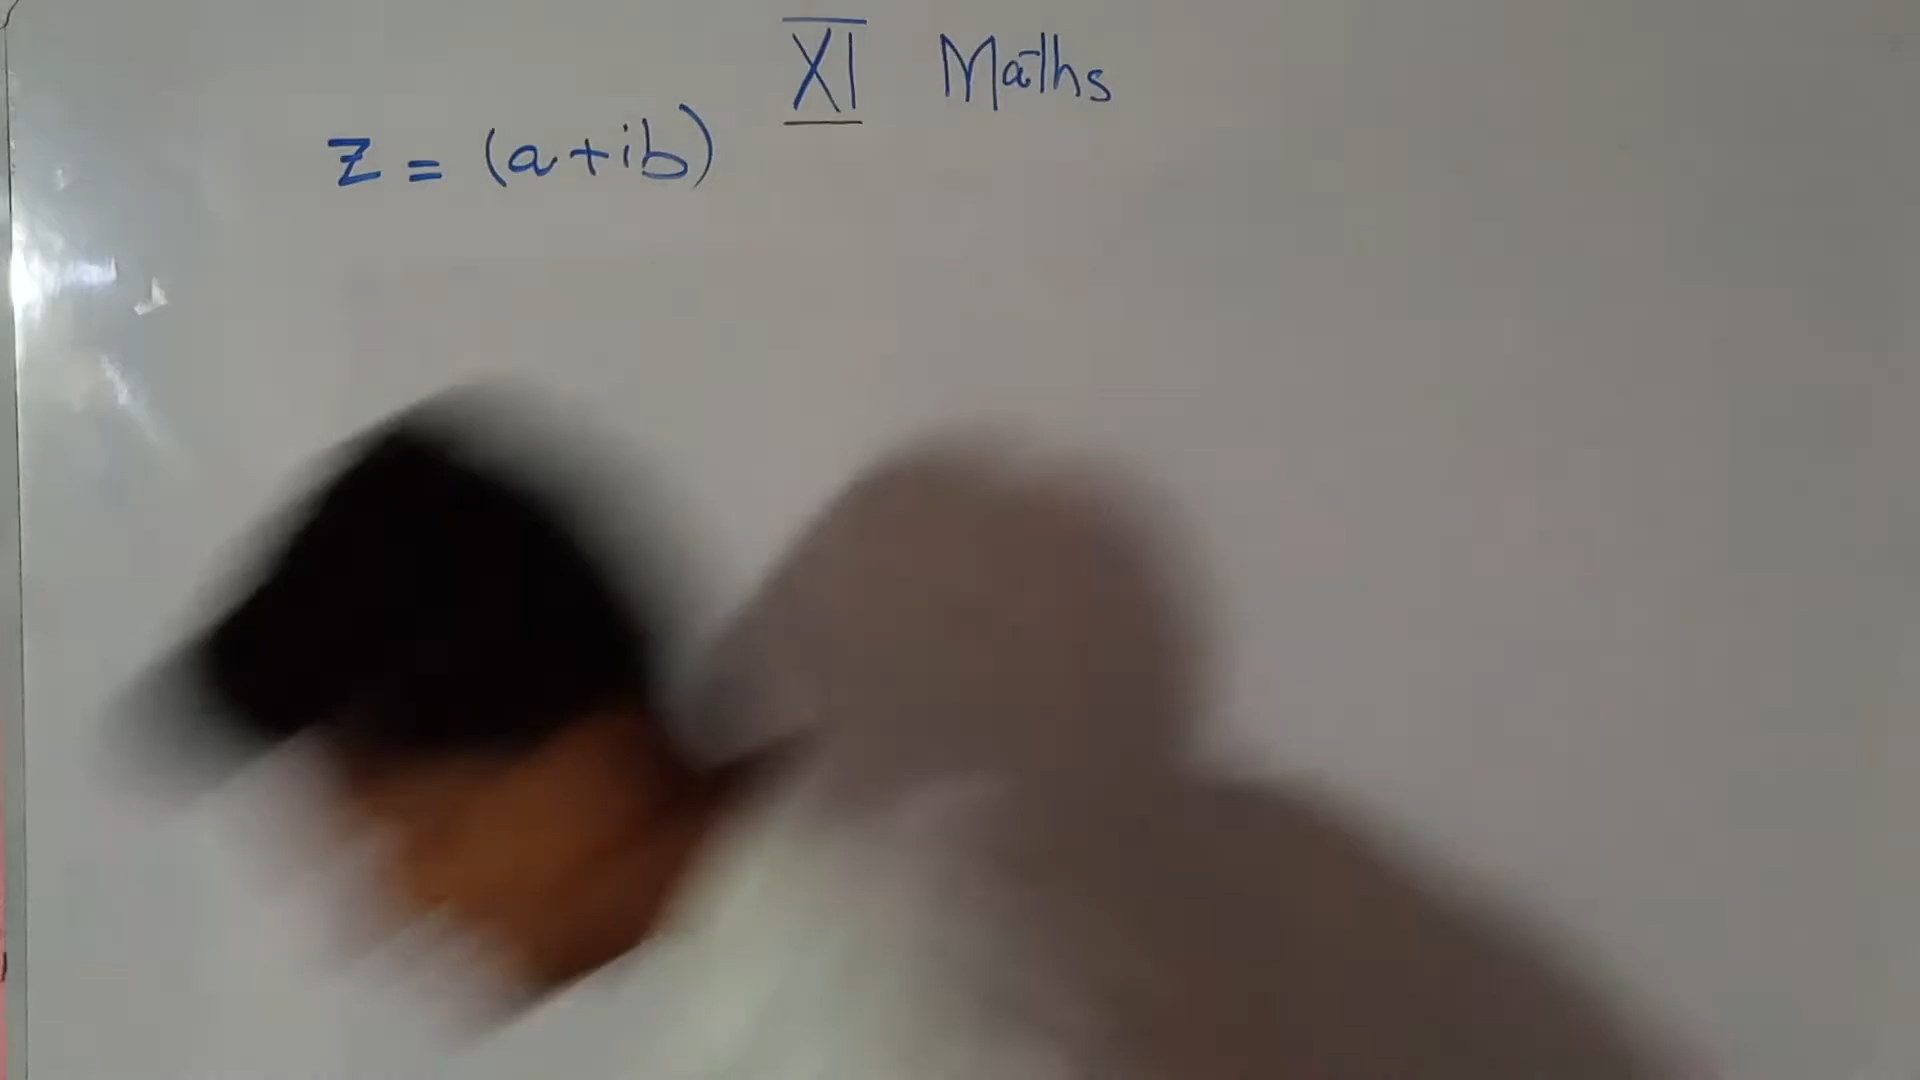 XI Maths
z = (a+ib)